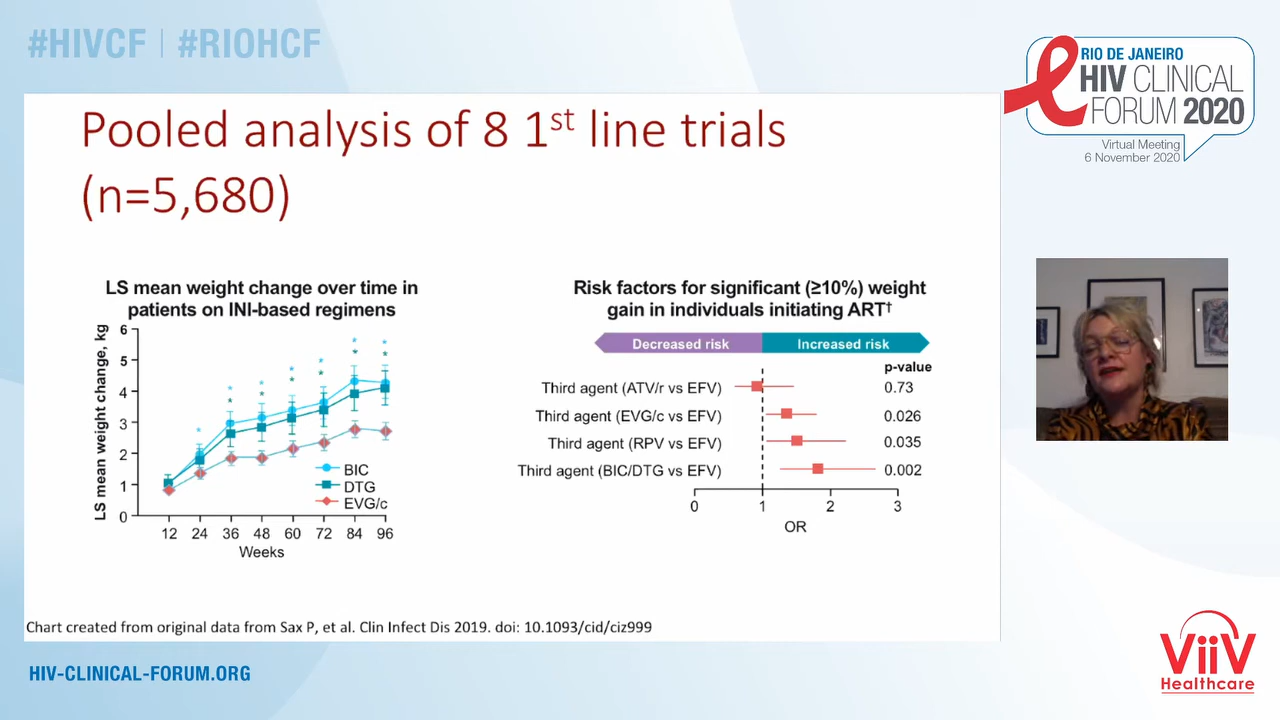 #HIVCF | #RIOHCF
RIO DE JANEIRO
HIV CLINICAL
FORUM 2020
Virtual Meeting
6 November 2020
Pooled analysis of 8 1st line trials
(n=5,680)
LS mean weight change over time in
patients on INI-based regimens
LS mean weight change, kg
6
5
4
3
2
1
0
* * * * * * * *
* * * * * *
BIC
DTG
EVG/c
12 24 36 48 60 72 84 96
Weeks
Risk factors for significant (≥10%) weight
gain in individuals initiating ART†
Decreased risk Increased risk
p-value
Third agent (ATV/r vs EFV) 0.73
Third agent (EVG/c vs EFV) 0.026
Third agent (RPV vs EFV) 0.035
Third agent (BIC/DTG vs EFV) 0.002
0 1 2 3
OR
Chart created from original data from Sax P, et al. Clin Infect Dis 2019. doi: 10.1093/cid/ciz999
HIV-CLINICAL-FORUM.ORG
ViiV
Healthcare